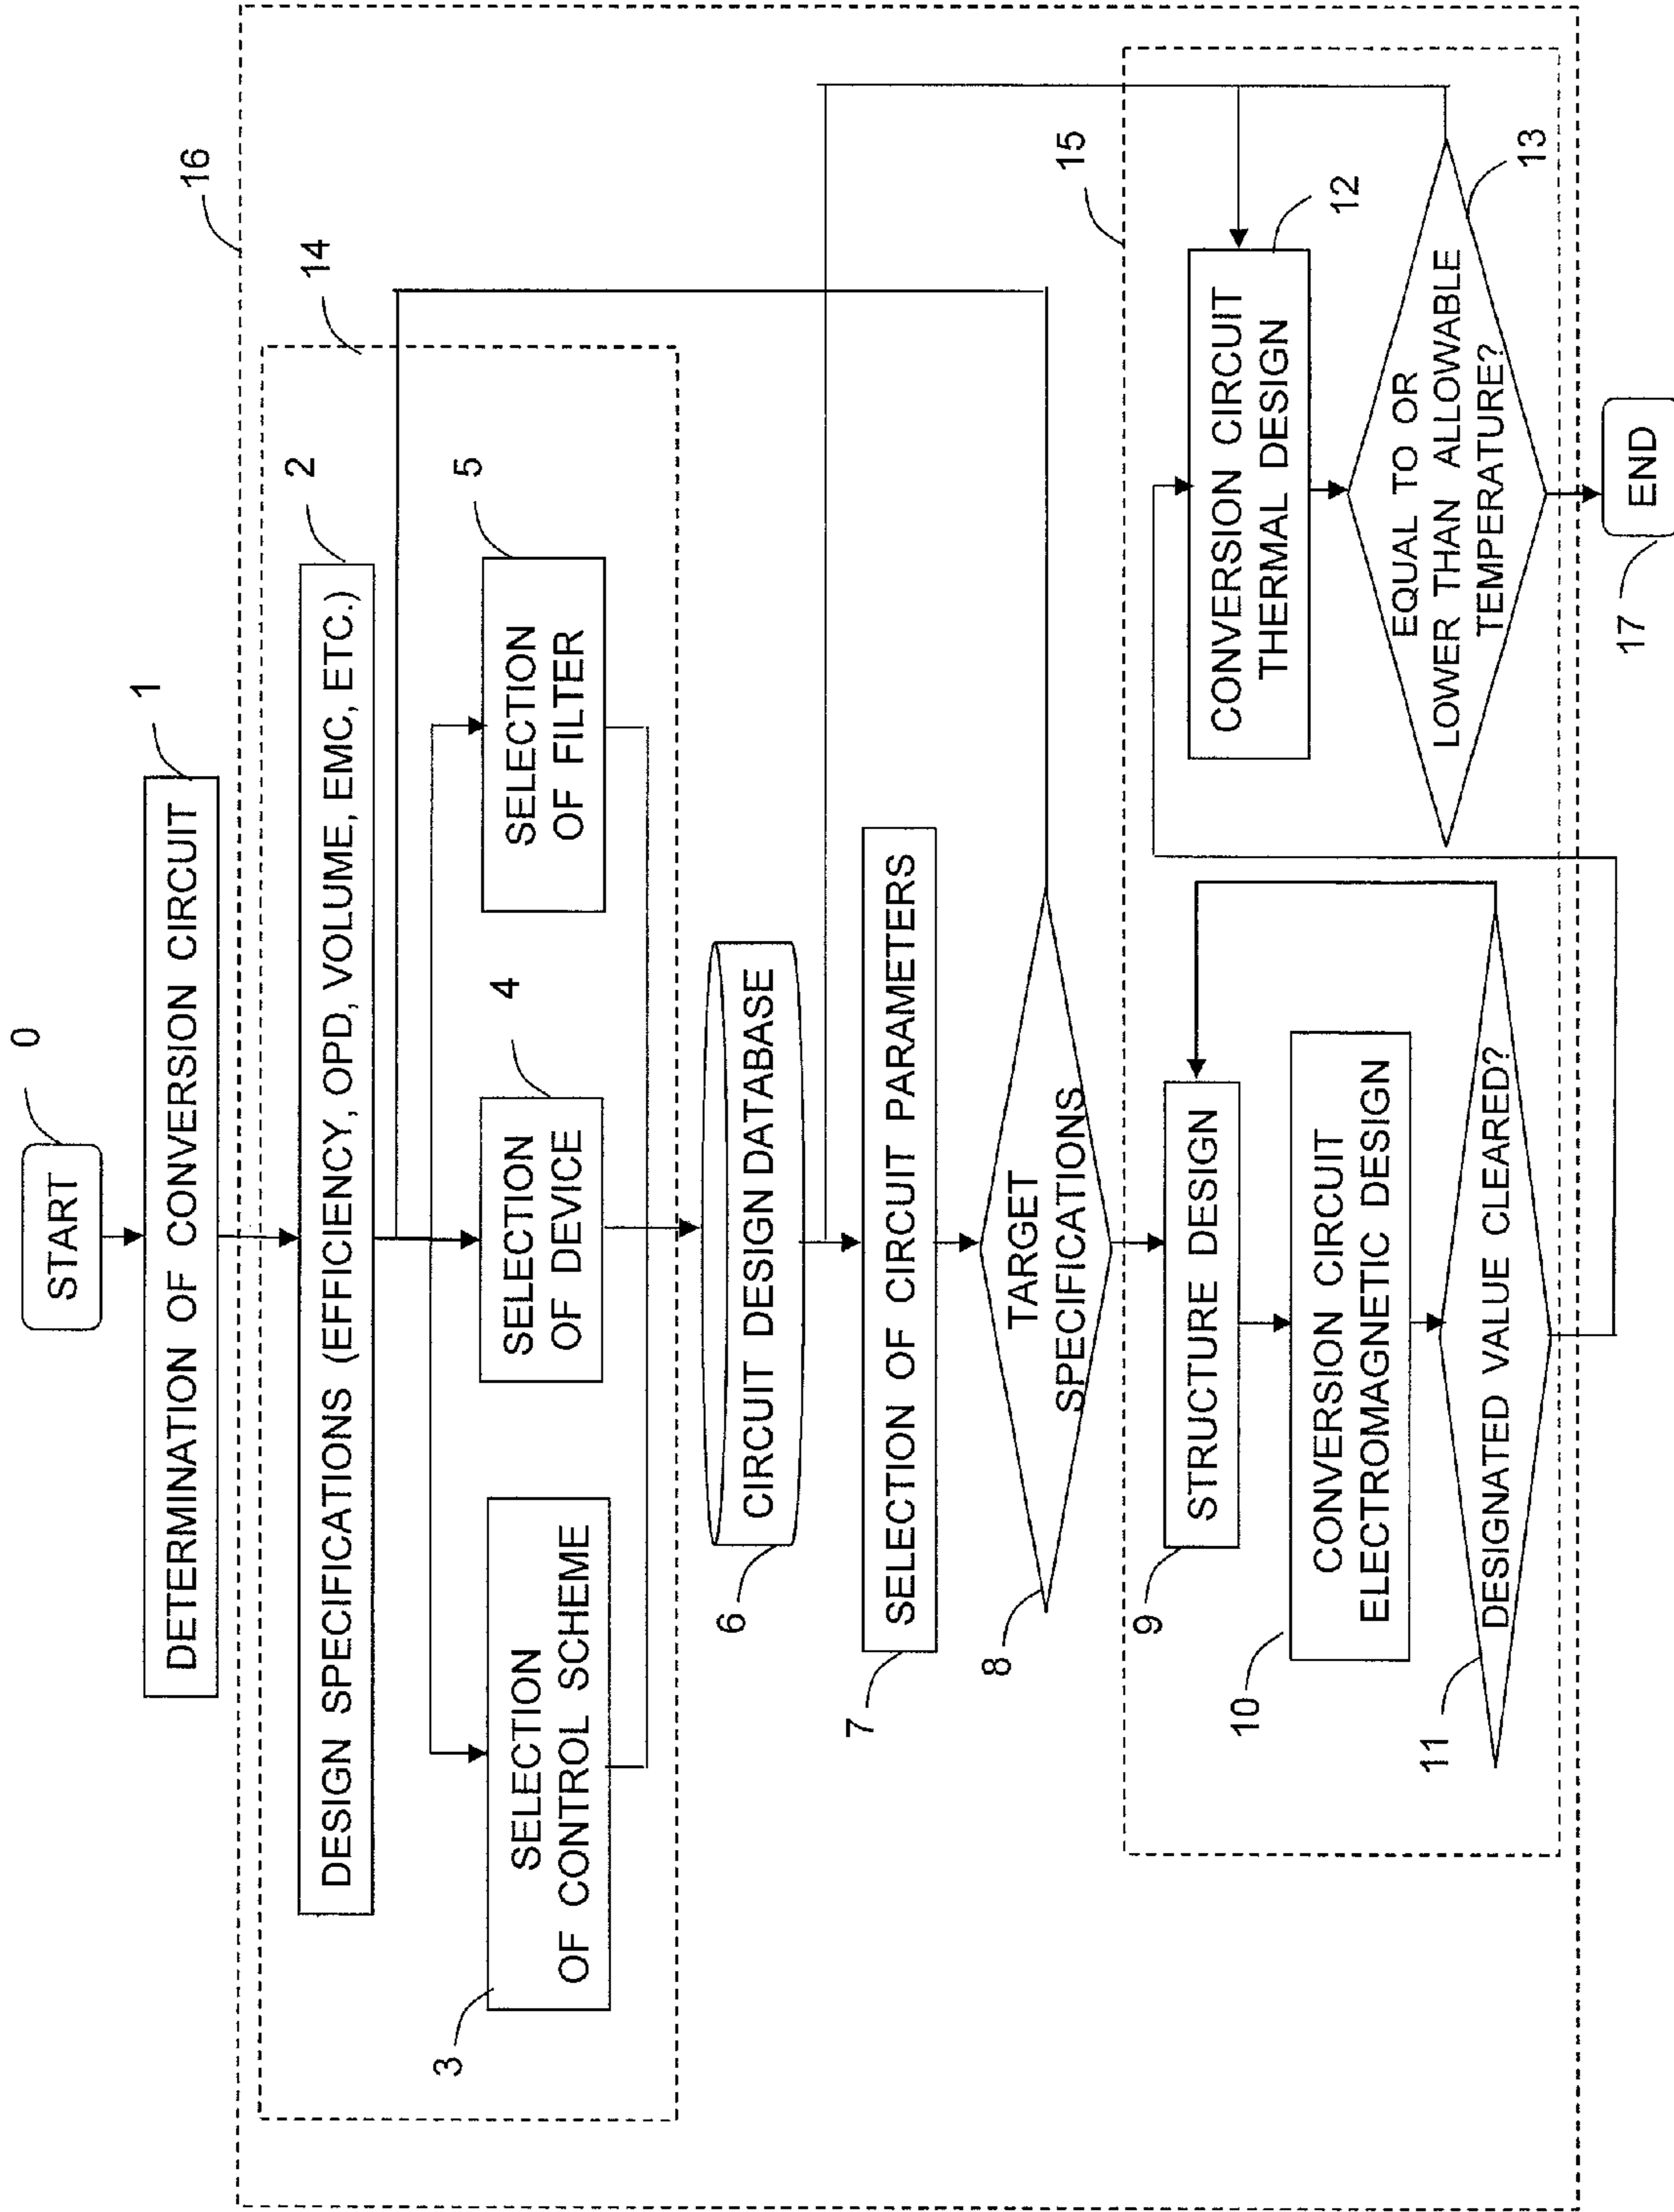 0
START
1
DETERMINATION OF CONVERSION CIRCUIT
16
14
2
DESIGN SPECIFICATIONS (EFFICIENCY, OPD, VOLUME, EMC, ETC.)
3
SELECTION
OF CONTROL SCHEME
4
SELECTION
OF DEVICE
5
SELECTION
OF FILTER
6
CIRCUIT DESIGN DATABASE
7
SELECTION OF CIRCUIT PARAMETERS
8
TARGET
SPECIFICATIONS
15
9
STRUCTURE DESIGN
10
CONVERSION CIRCUIT
ELECTROMAGNETIC DESIGN
11
DESIGNATED VALUE CLEARED?
12
CONVERSION CIRCUIT
THERMAL DESIGN
13
EQUAL TO OR
LOWER THAN ALLOWABLE
TEMPERATURE?
17
END